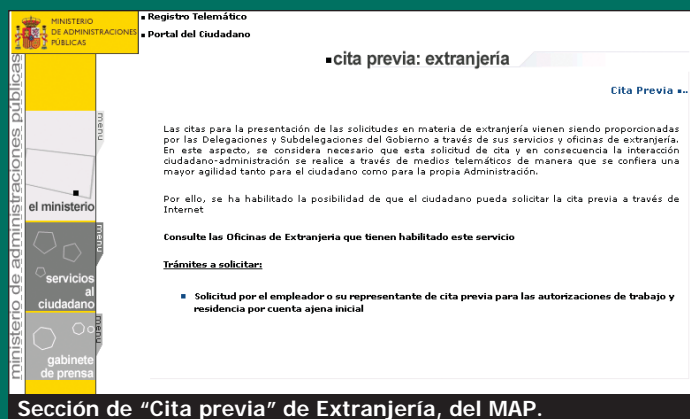 MINISTERIO
DE ADMINISTRACIONES
PÚBLICAS
Registro Telemático
Portal del Ciudadano
cita previa: extranjería
Cita Previa
Las citas para la presentación de las solicitudes en materia de extranjería vienen siendo proporcionadas
por las Delegaciones y Subdelegaciones del Gobierno a través de sus servicios y oficinas de extranjería.
En este aspecto, se considera necesario que esta solicitud de cita y en consecuencia la interacción
ciudadano-administración se realice a través de medios telemáticos de manera que se confiera una
mayor agilidad tanto para el ciudadano como para la propia Administración.
Por ello, se ha habilitado la posibilidad de que el ciudadano pueda solicitar la cita previa a través de
Internet
Consulte las Oficinas de Extranjeria que tienen habilitado este servicio
Trámites a solicitar:
Solicitud por el empleador o su representante de cita previa para las autorizaciones de trabajo y
residencia por cuenta ajena inicial
ministerio de administraciones públicas
menu
el ministerio
menu
servicios
al
ciudadano
menu
gabinete
de prensa
Sección de “Cita previa” de Extranjería, del MAP.